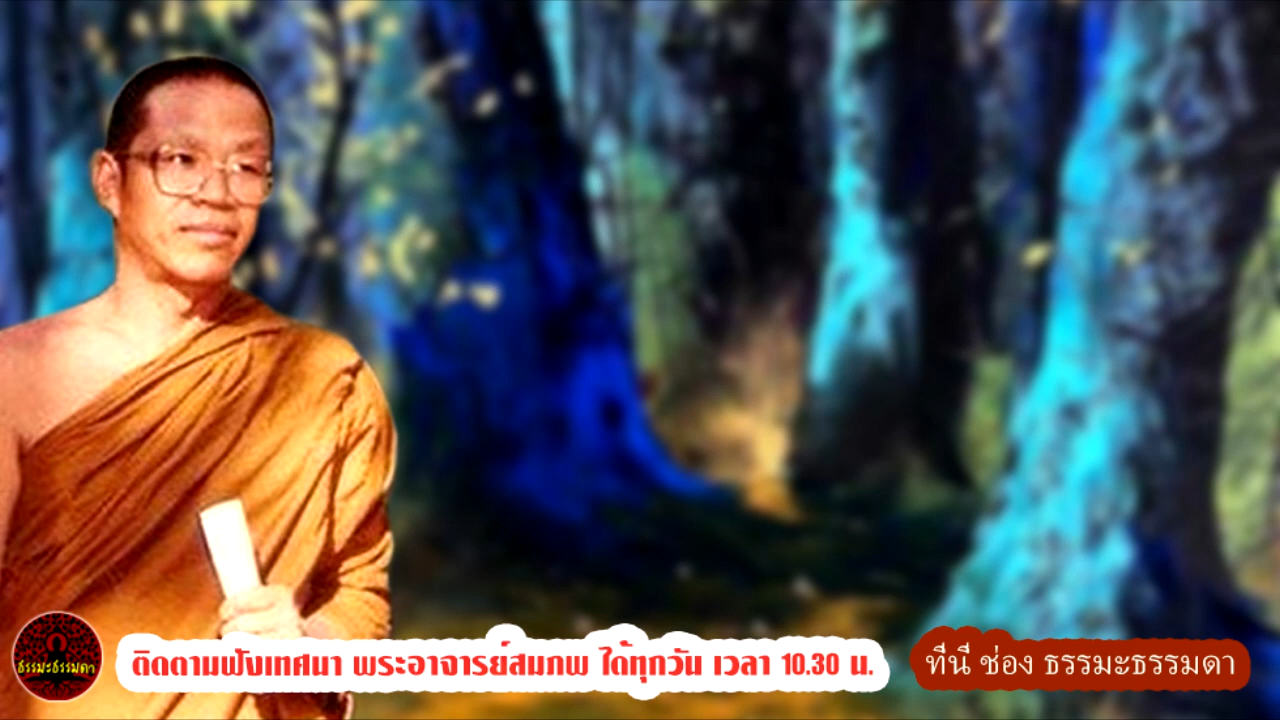 ธรรมะธรรมดา
ติดตามฟังเทศนา พระอาจารย์สมภพ ได้ทุกวัน เวลา 10.30 น.
ที่นี่ ช่อง ธรรมะธรรมดา